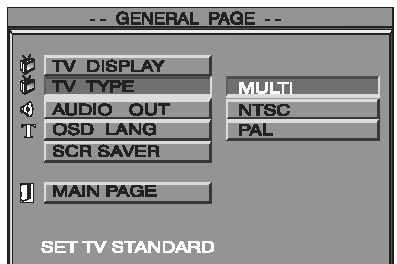 -- GENERAL PAGE --
TV DISPLAY
TV TYPE
MULTI
AUDIO OUT
NTSC
OSD LANG
PAL
SCR SAVER
MAIN PAGE
SET TV STANDARD